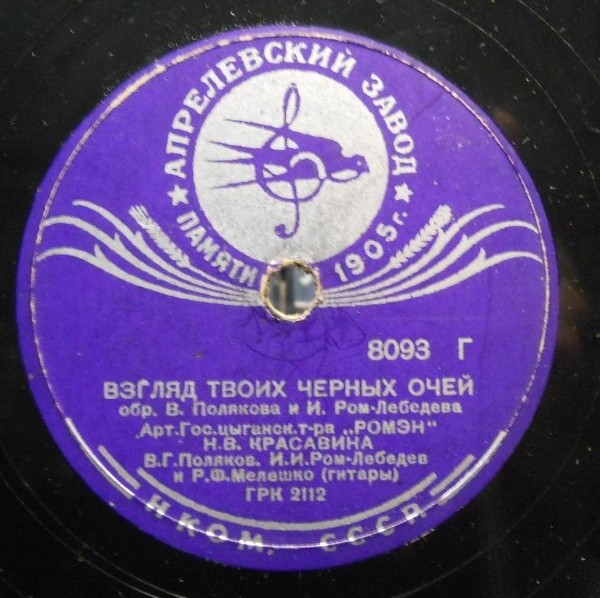 ★ АПРЕЛЕВСКИЙ ЗАВОД ★
ПАМЯТИ 1905 г.
8093 Г
ВЗГЛЯД ТВОИХ ЧЕРНЫХ ОЧЕЙ
обр. В. Полякова и И. Ром-Лебедева
Арт. Гос. цыганск. т-ра „РОМЭН"
Н. В. КРАСАВИНА
В. Г. Поляков, И. И. Ром-Лебедев
и Р. Ф. Мелешко (гитары)
ГРК 2112
НКОМ. СССР